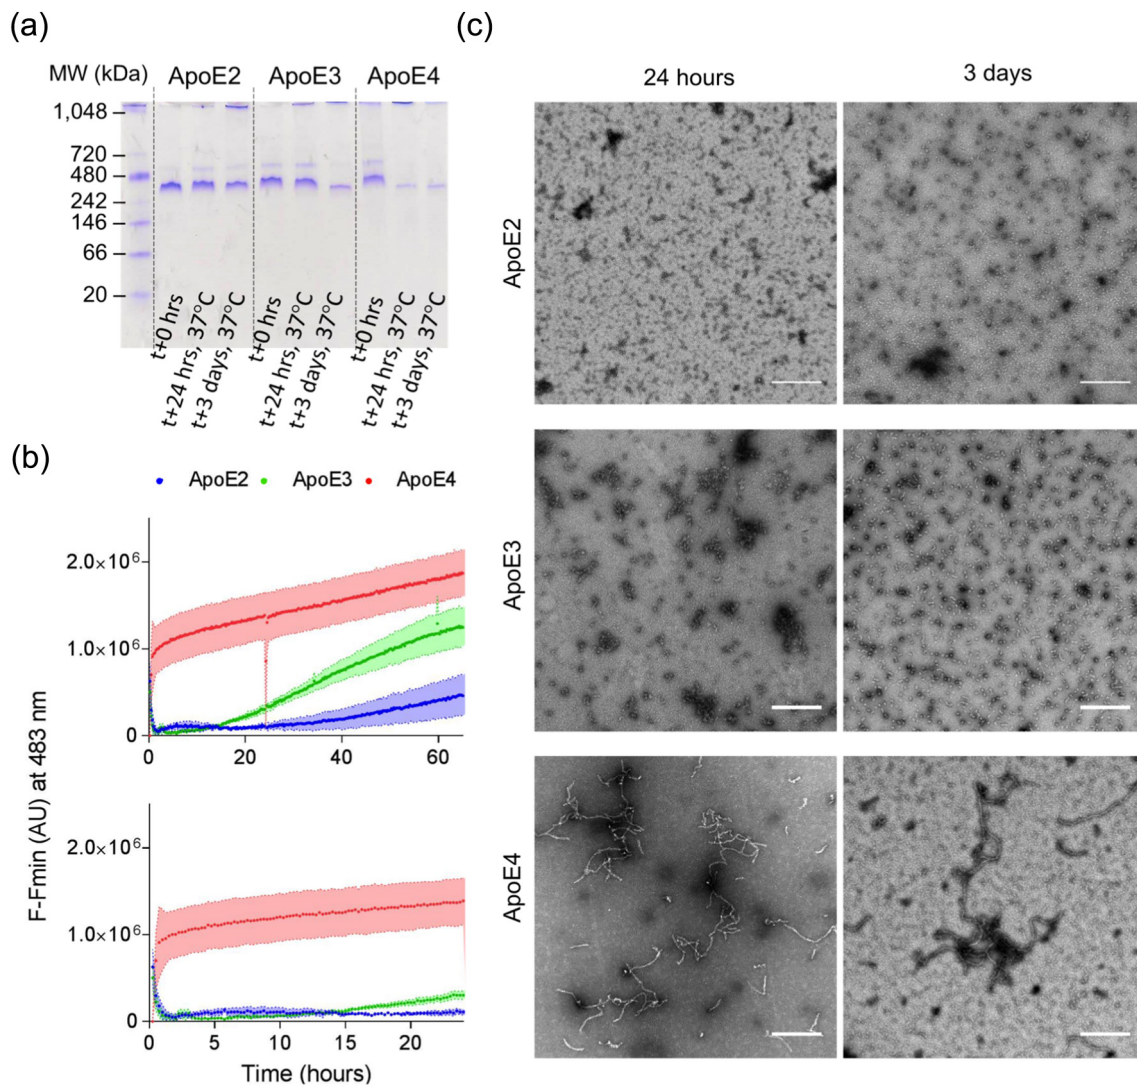 (a)
MW (kDa)
ApoE2
ApoE3
ApoE4
1,048
720
480
242
146
66
20
t+0 hrs
t+24 hrs, 37°C
t+3 days, 37°C
t+0 hrs
t+24 hrs, 37°C
t+3 days, 37°C
t+0 hrs
t+24 hrs, 37°C
t+3 days, 37°C
(b)
ApoE2 ApoE3 ApoE4
F-Fmin (AU) at 483 nm
2.0×10⁶
1.0×10⁶
0
0 20 40 60
2.0×10⁶
1.0×10⁶
0
0 5 10 15 20
Time (hours)
(c)
24 hours
3 days
ApoE2
ApoE3
ApoE4